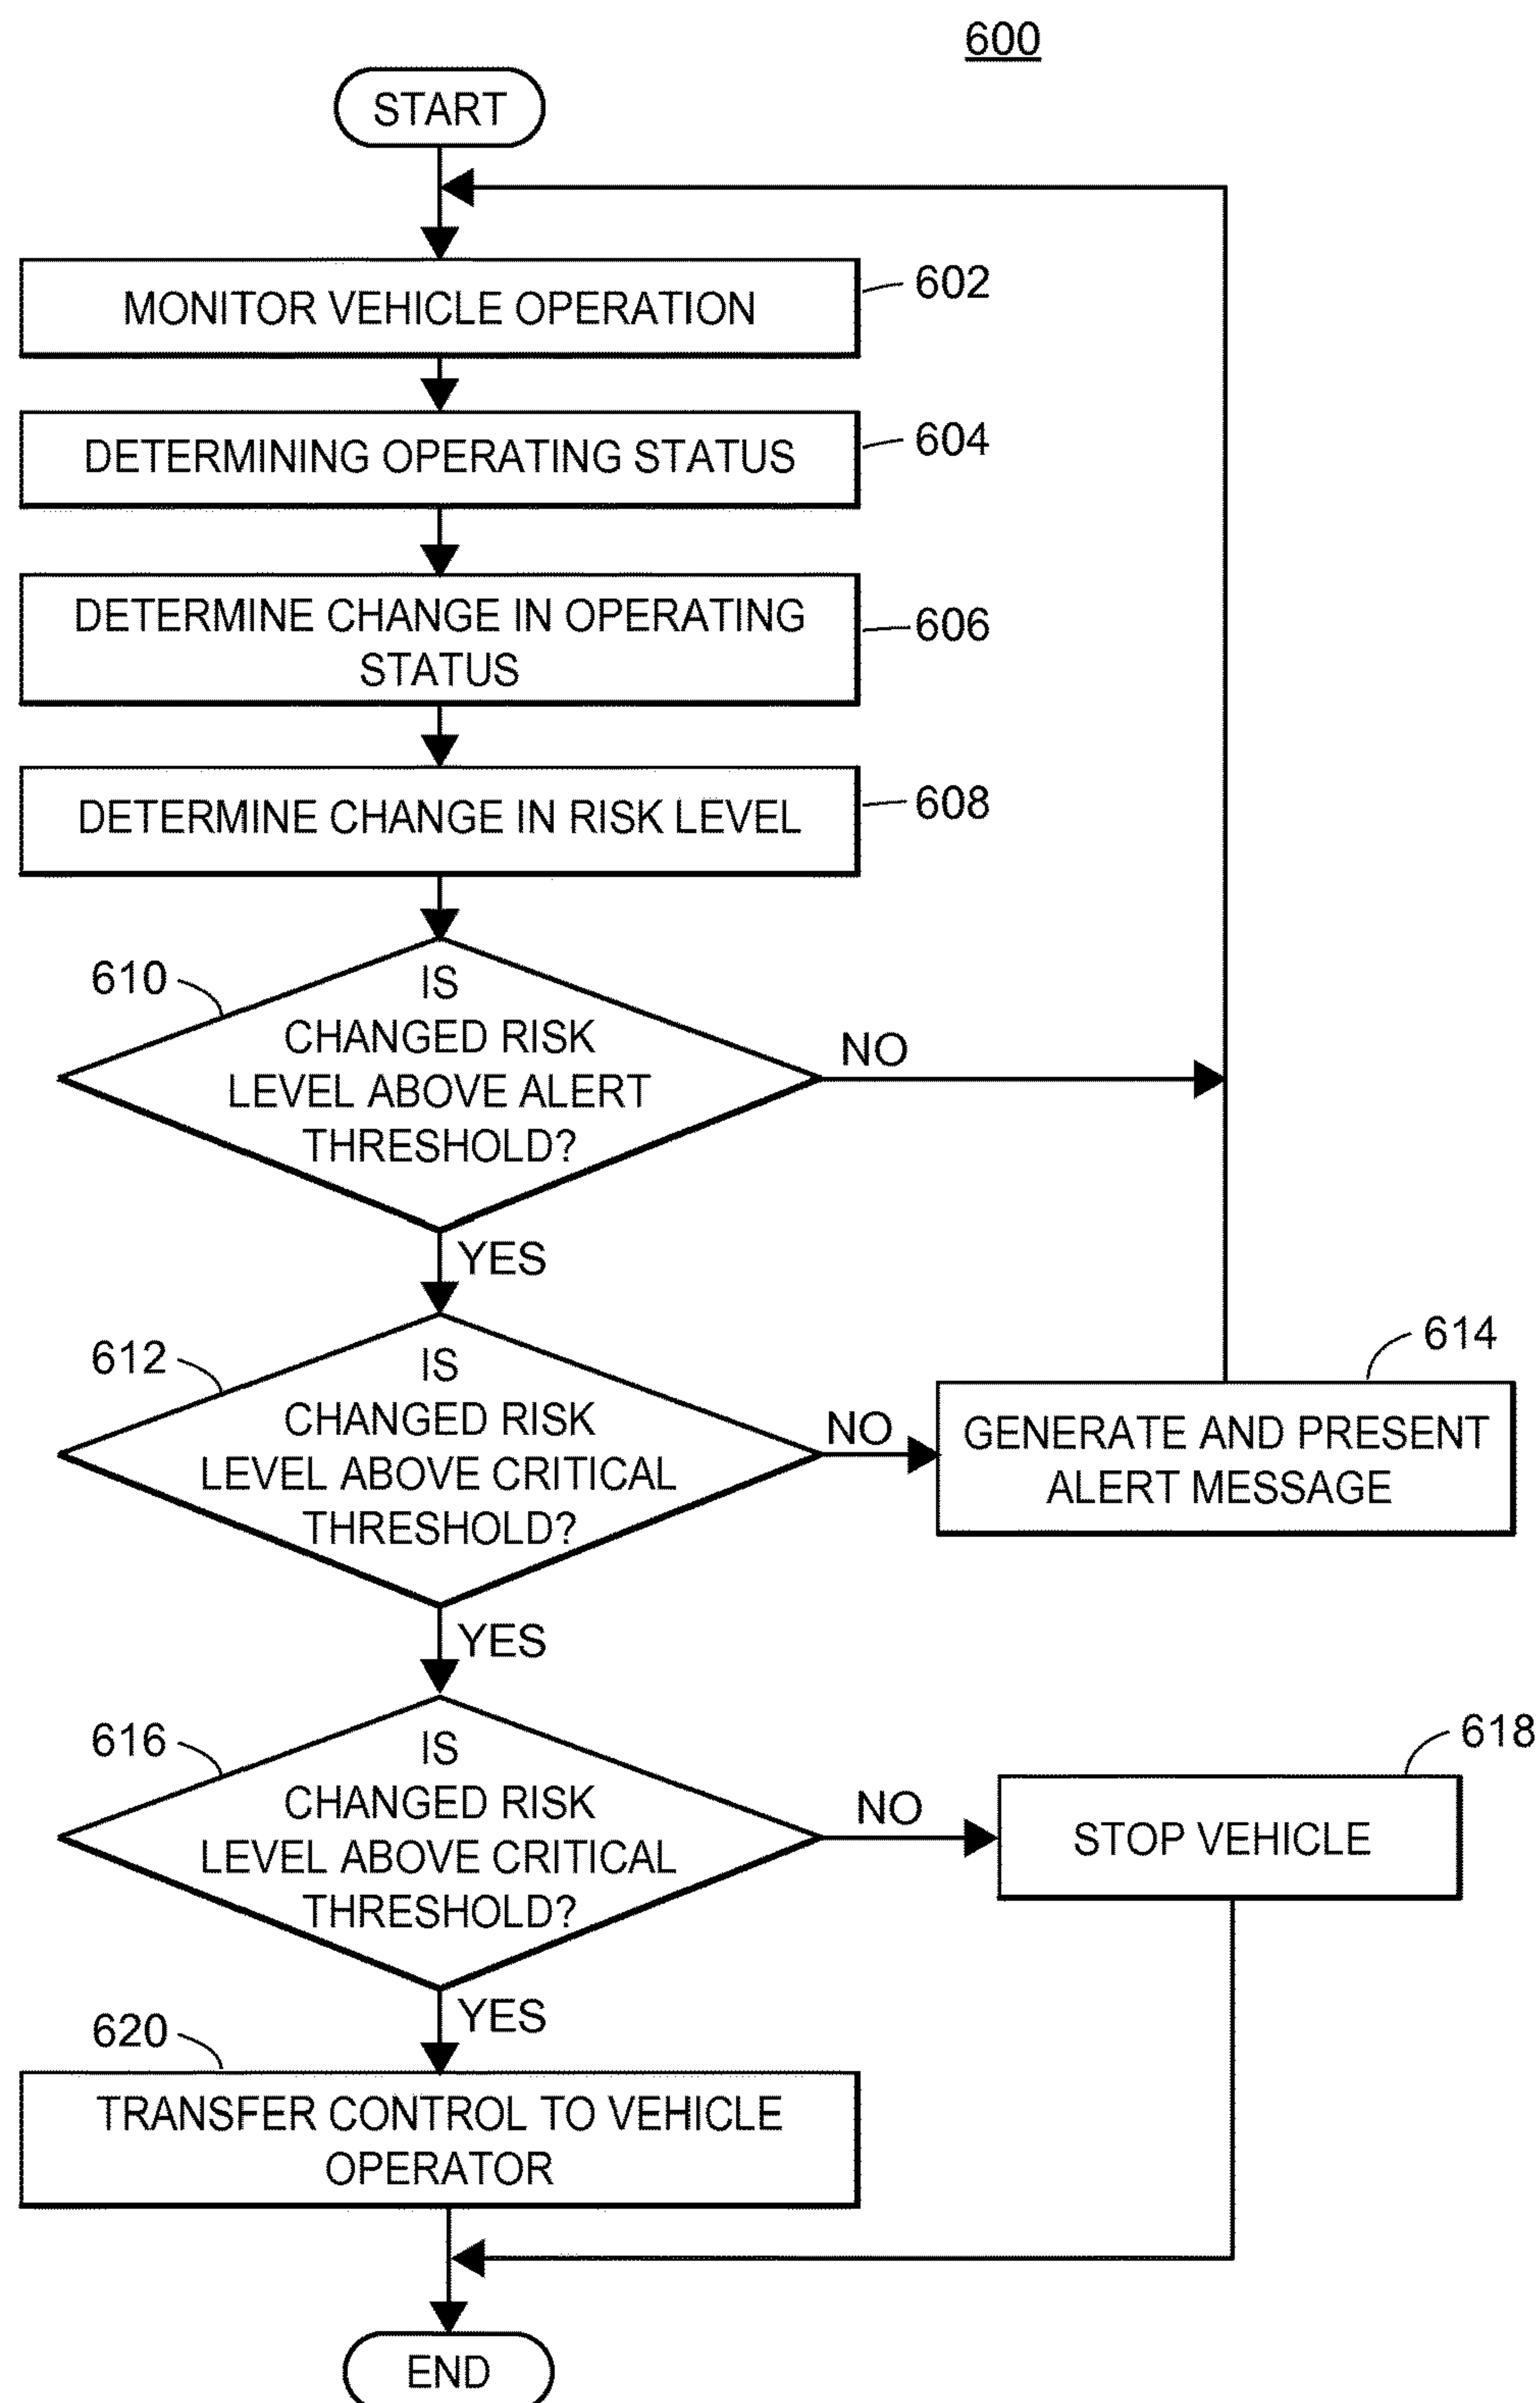 600
START
MONITOR VEHICLE OPERATION
602
DETERMINING OPERATING STATUS
604
DETERMINE CHANGE IN OPERATING
STATUS
606
DETERMINE CHANGE IN RISK LEVEL
608
610
IS
CHANGED RISK
LEVEL ABOVE ALERT
THRESHOLD?
NO
YES
612
IS
CHANGED RISK
LEVEL ABOVE CRITICAL
THRESHOLD?
NO
614
GENERATE AND PRESENT
ALERT MESSAGE
YES
616
IS
CHANGED RISK
LEVEL ABOVE CRITICAL
THRESHOLD?
NO
618
STOP VEHICLE
YES
620
TRANSFER CONTROL TO VEHICLE
OPERATOR
END